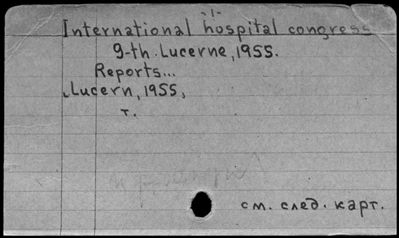 -1-
International hospital congress
9-th Lucerne, 1955.
Reports...
Lucern, 1955,
т.
см. след. карт.